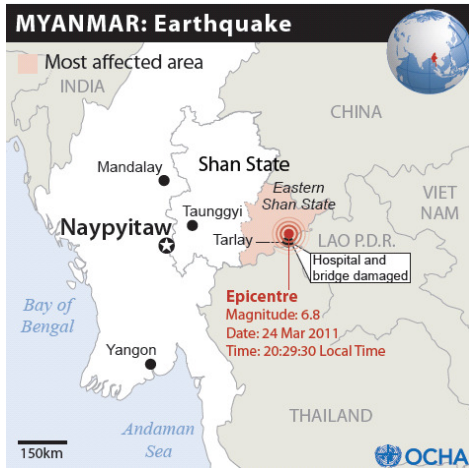 MYANMAR: Earthquake
Most affected area
INDIA
CHINA
Mandalay
Shan State
Eastern
Shan State
VIET
NAM
Taunggyi
Naypyitaw
Tarlay
LAO P.D.R.
Hospital and
bridge damaged
Epicentre
Magnitude: 6.8
Date: 24 Mar 2011
Time: 20:29:30 Local Time
Bay of
Bengal
Yangon
THAILAND
Andaman
Sea
150km
OCHA